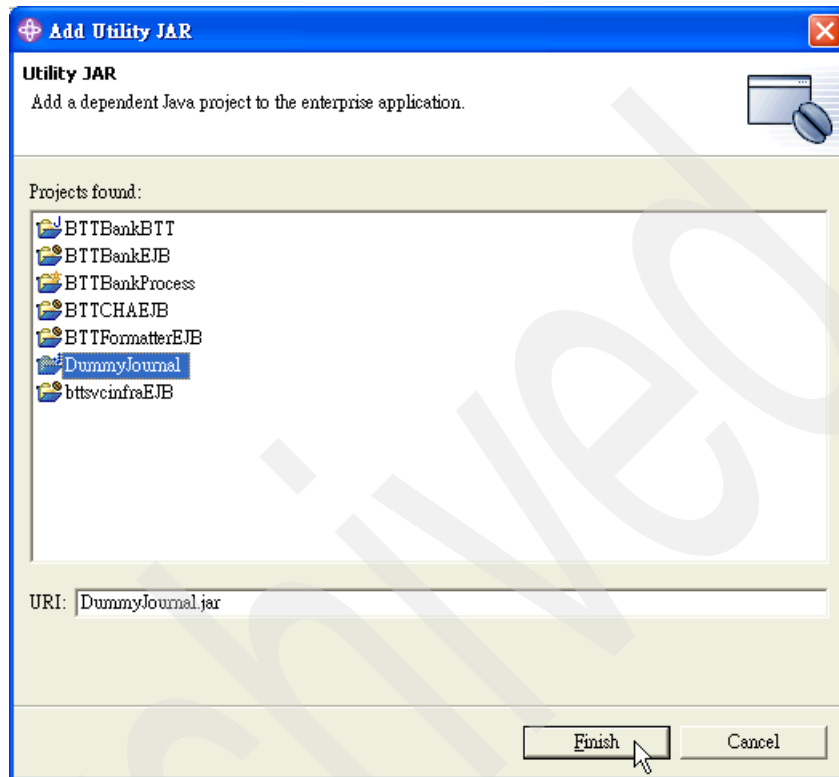 Add Utility JAR
Utility JAR
Add a dependent Java project to the enterprise application.
Projects found:
BTTBankBTT
BTTBankEJB
BTTBankProcess
BTTCHAEJB
BTTFormatterEJB
DummyJournal
bttsvcinfraEJB
URI: DummyJournal.jar
Finish Cancel